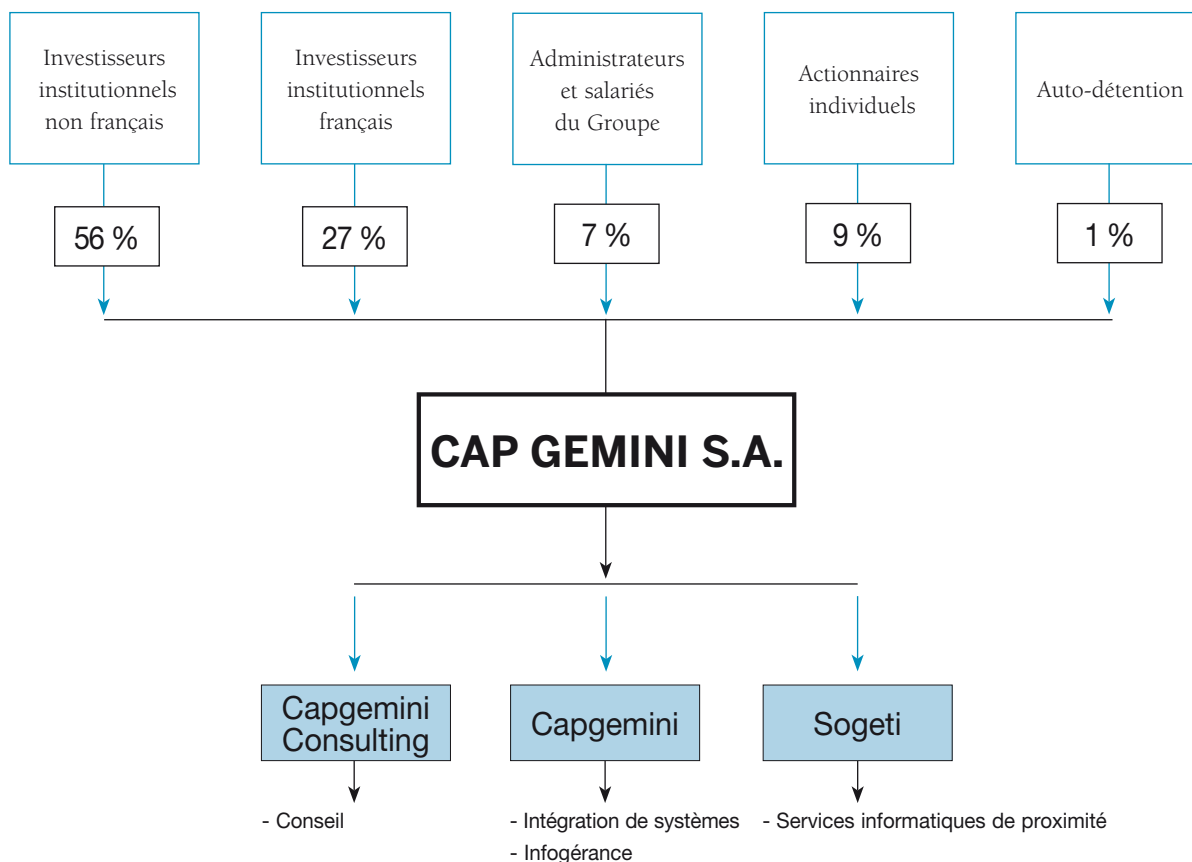 Investisseurs
institutionnels
non français
Investisseurs
institutionnels
français
Administrateurs
et salariés
du Groupe
Actionnaires
individuels
Auto-détention
56 %
27 %
7 %
9 %
1 %
CAP GEMINI S.A.
Capgemini
Consulting
Capgemini
Sogeti
- Conseil
- Intégration de systèmes
- Infogérance
- Services informatiques de proximité